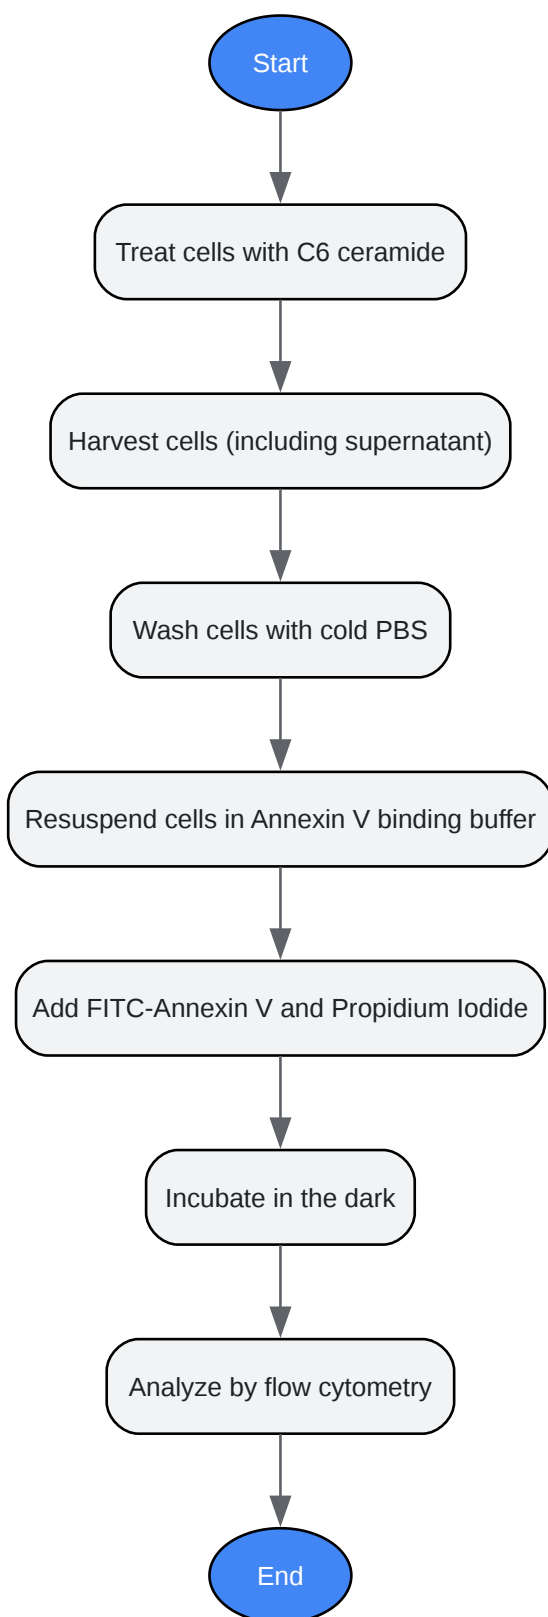 Start
Treat cells with C6 ceramide
Harvest cells (including supernatant)
Wash cells with cold PBS
Resuspend cells in Annexin V binding buffer
Add FITC-Annexin V and Propidium Iodide
Incubate in the dark
Analyze by flow cytometry
End